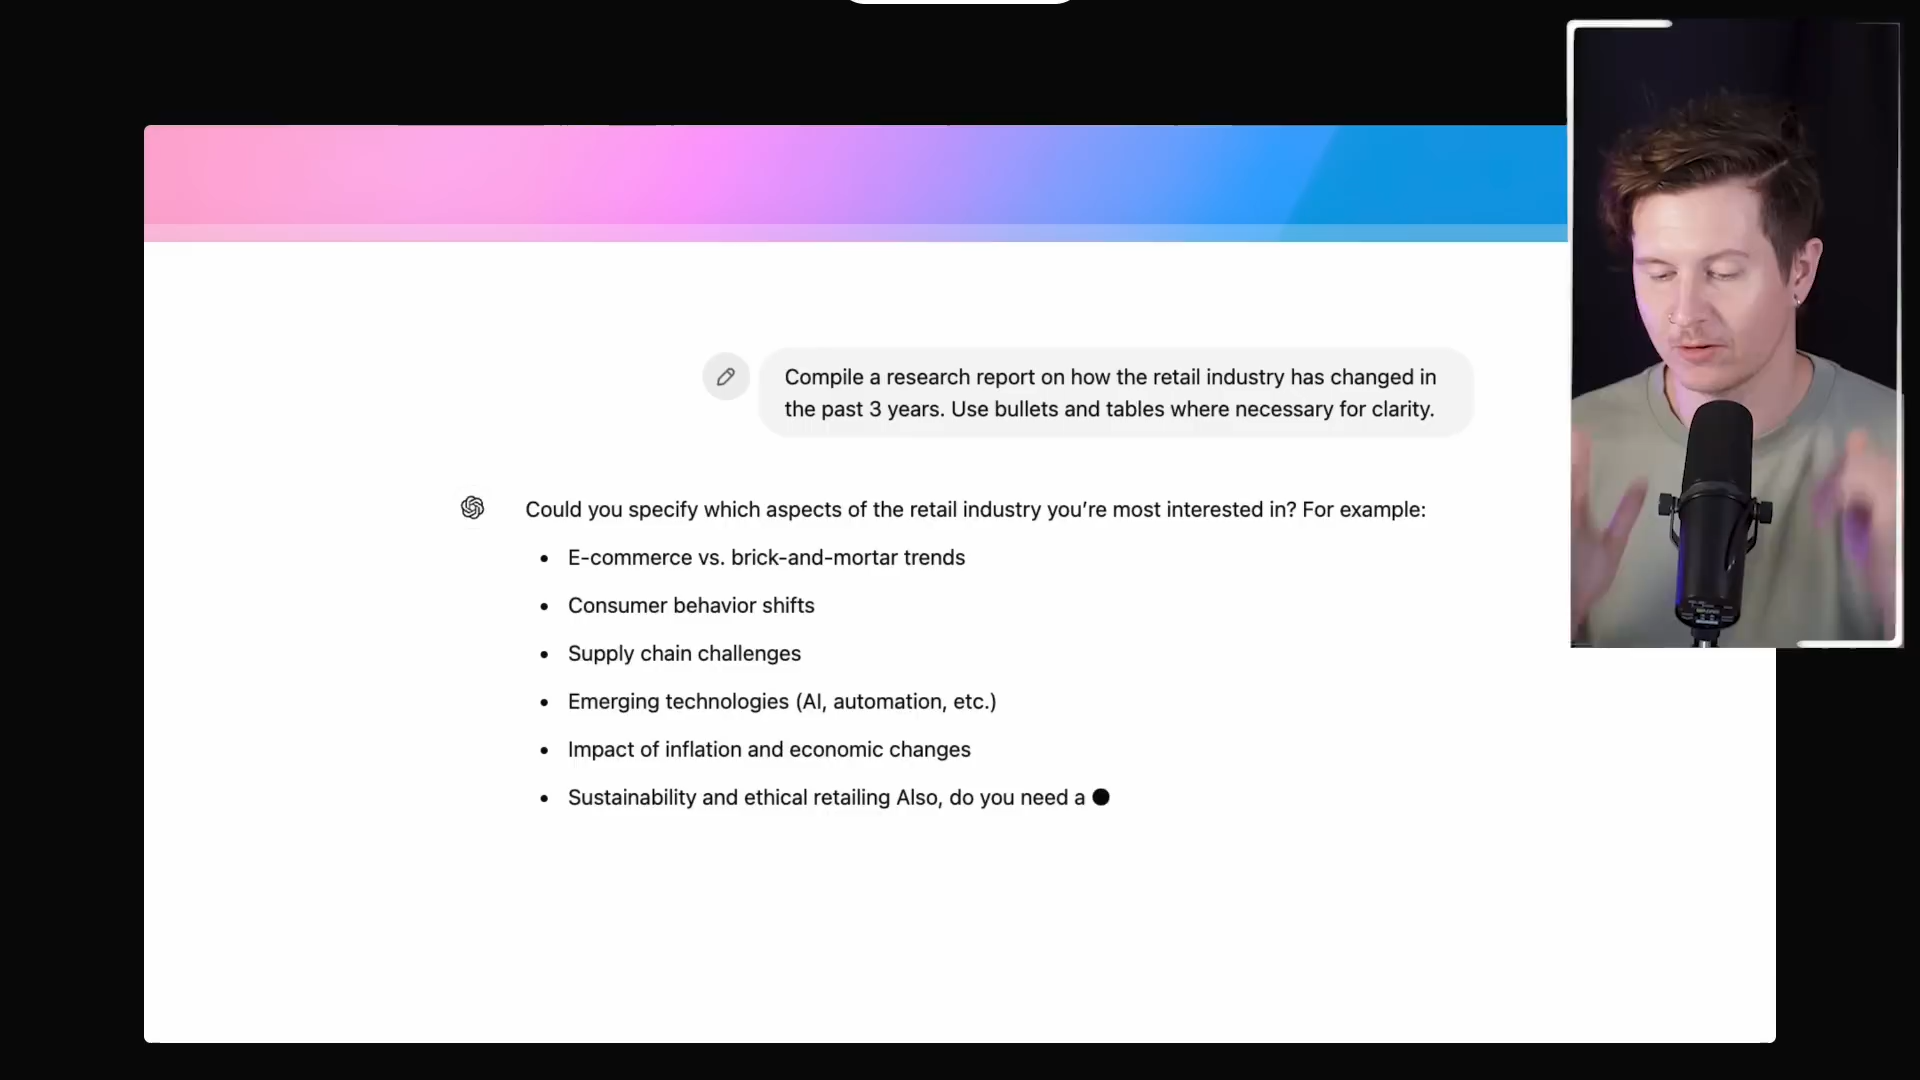 Compile a research report on how the retail industry has changed in
the past 3 years. Use bullets and tables where necessary for clarity.
Could you specify which aspects of the retail industry you’re most interested in? For example:
• E-commerce vs. brick-and-mortar trends
• Consumer behavior shifts
• Supply chain challenges
• Emerging technologies (AI, automation, etc.)
• Impact of inflation and economic changes
• Sustainability and ethical retailing Also, do you need a